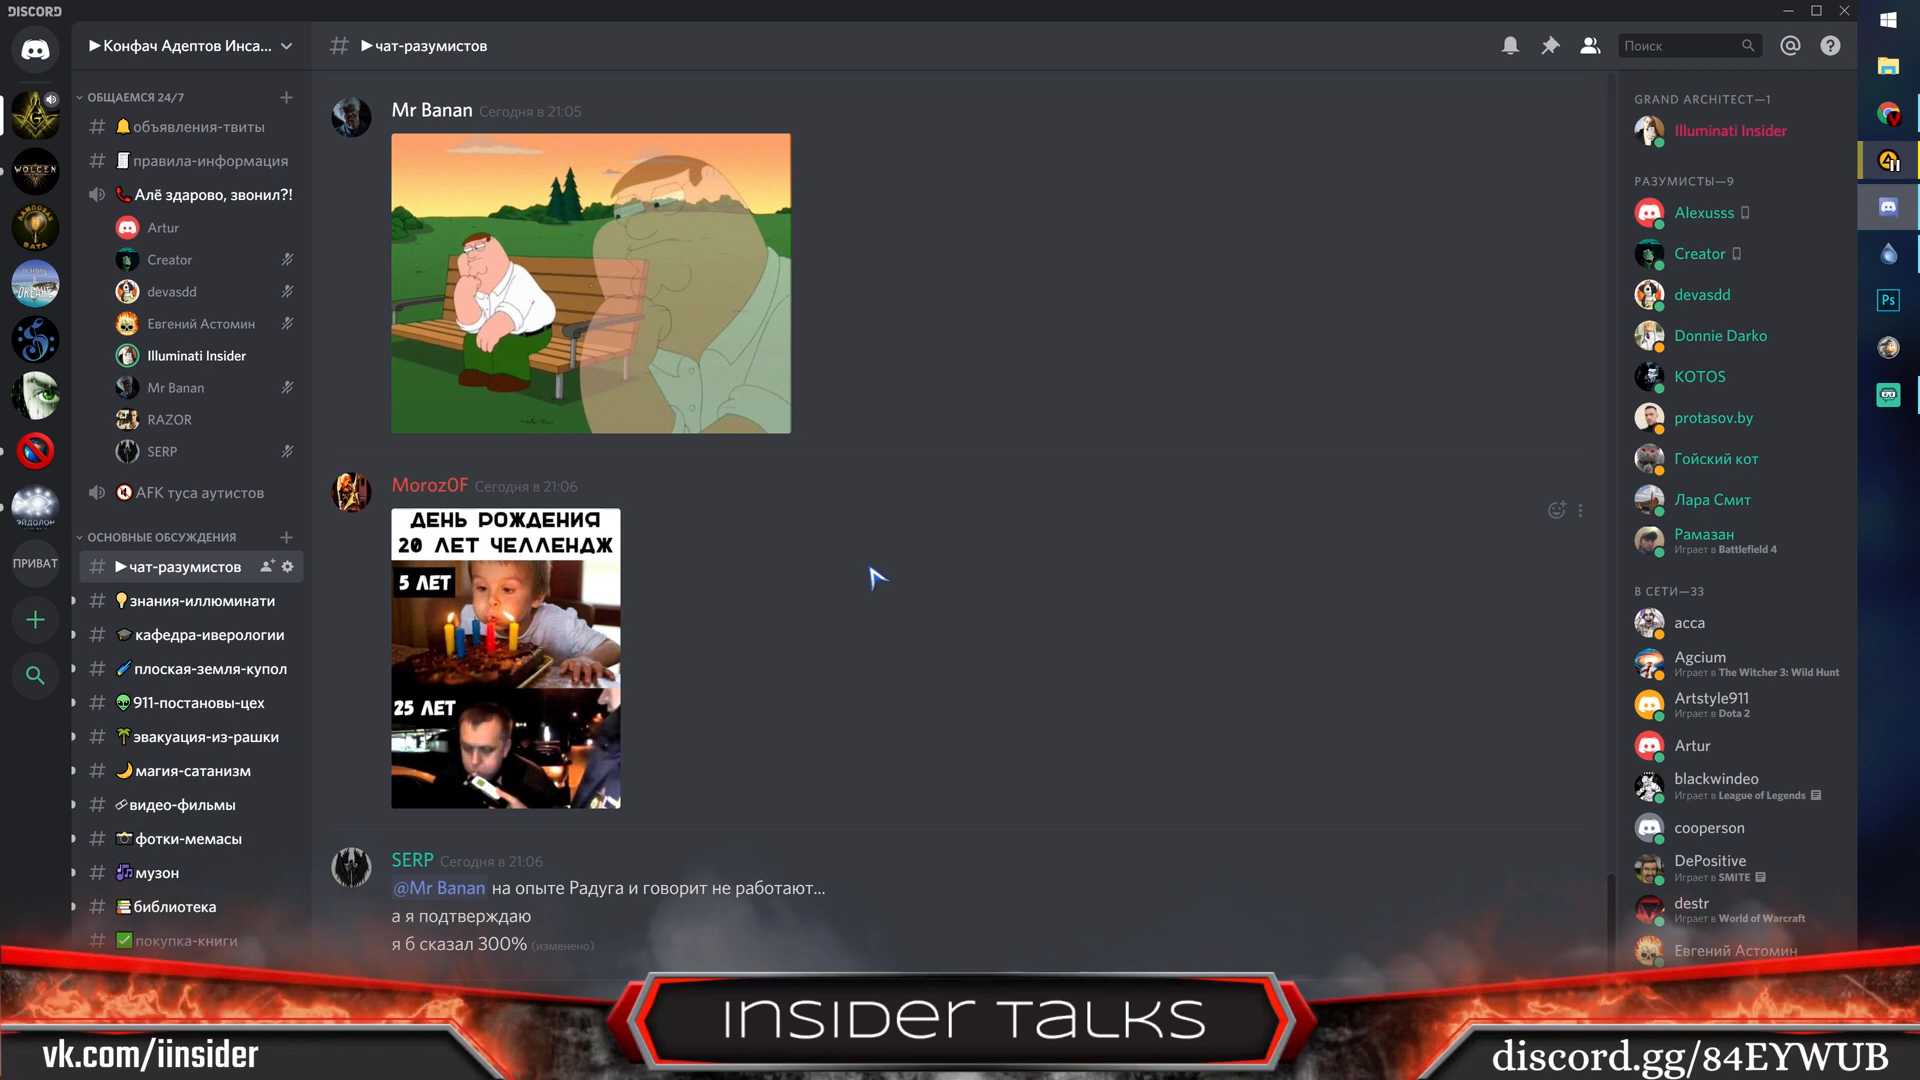 DISCORD
▶Конфач Адептов Инса...
ОБЩАЕМСЯ 24/7
объявления-твиты
правила-информация
Алё здарово, звонил?!
Artur
Creator
devasdd
Евгений Астомин
Illuminati Insider
Mr Banan
RAZOR
SERP
AFK туса аутистов
ОСНОВНЫЕ ОБСУЖДЕНИЯ
▶чат-разумистов
знания-иллюминати
кафедра-иверологии
плоская-земля-купол
911-постановы-цех
эвакуация-из-рашки
магия-сатанизм
видео-фильмы
фотки-мемасы
музон
библиотека
покупка-книги
WOLCEN
ЛАМПОВАЯ
ВАТА
ОКЕАНЕ
ЭЙДОЛОН
ПРИВАТ
# ▶чат-разумистов
Поиск
Mr Banan Сегодня в 21:05
MorozOF Сегодня в 21:06
ДЕНЬ РОЖДЕНИЯ
20 ЛЕТ ЧЕЛЛЕНДЖ
5 ЛЕТ
25 ЛЕТ
SERP Сегодня в 21:06
@Mr Banan на опыте Радуга и говорит не работают...
а я подтверждаю
я б сказал 300% (изменено)
GRAND ARCHITECT—1
Illuminati Insider
РАЗУМИСТЫ—9
Alexusss
Creator
devasdd
Donnie Darko
KOTOS
protasov.by
Гойский кот
Лара Смит
Рамазан
Играет в Battlefield 4
В СЕТИ—33
acca
Agcium
Играет в The Witcher 3: Wild Hunt
Artstyle911
Играет в Dota 2
Artur
blackwindeo
Играет в League of Legends
cooperson
DePositive
Играет в SMITE
destr
Играет в World of Warcraft
Евгений Астомин
Ps
INSIDER TALKS
vk.com/iinsider
discord.gg/84EYWUB